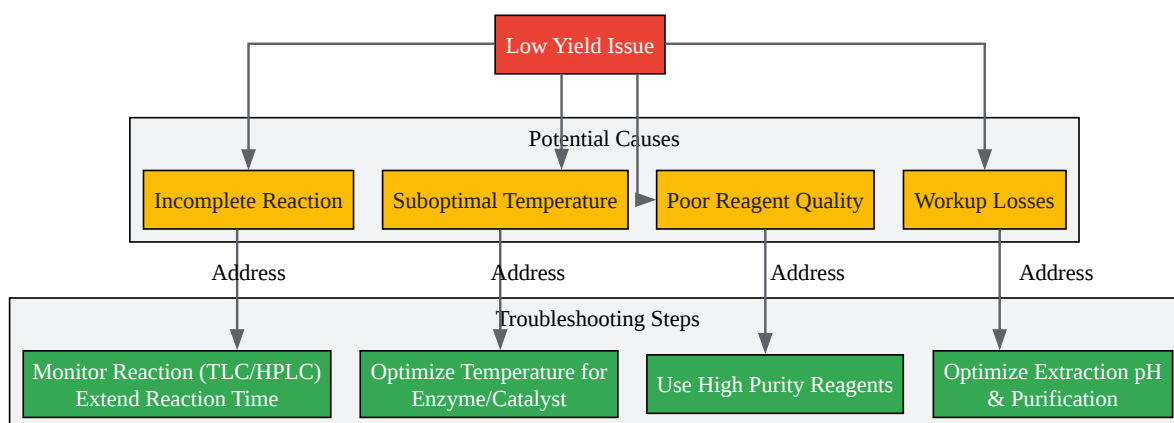 Low Yield Issue
Potential Causes
Incomplete Reaction
Suboptimal Temperature
Poor Reagent Quality
Workup Losses
Address
Address
Address
Address
Troubleshooting Steps
Monitor Reaction (TLC/HPLC)
Extend Reaction Time
Optimize Temperature for
Enzyme/Catalyst
Use High Purity Reagents
Optimize Extraction pH
& Purification